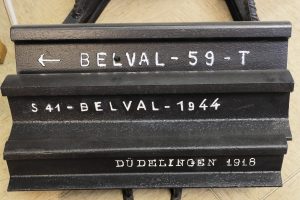 ← BELVAL - 59 - T
S 41 - BELVAL - 1944
DÜDELINGEN 1918